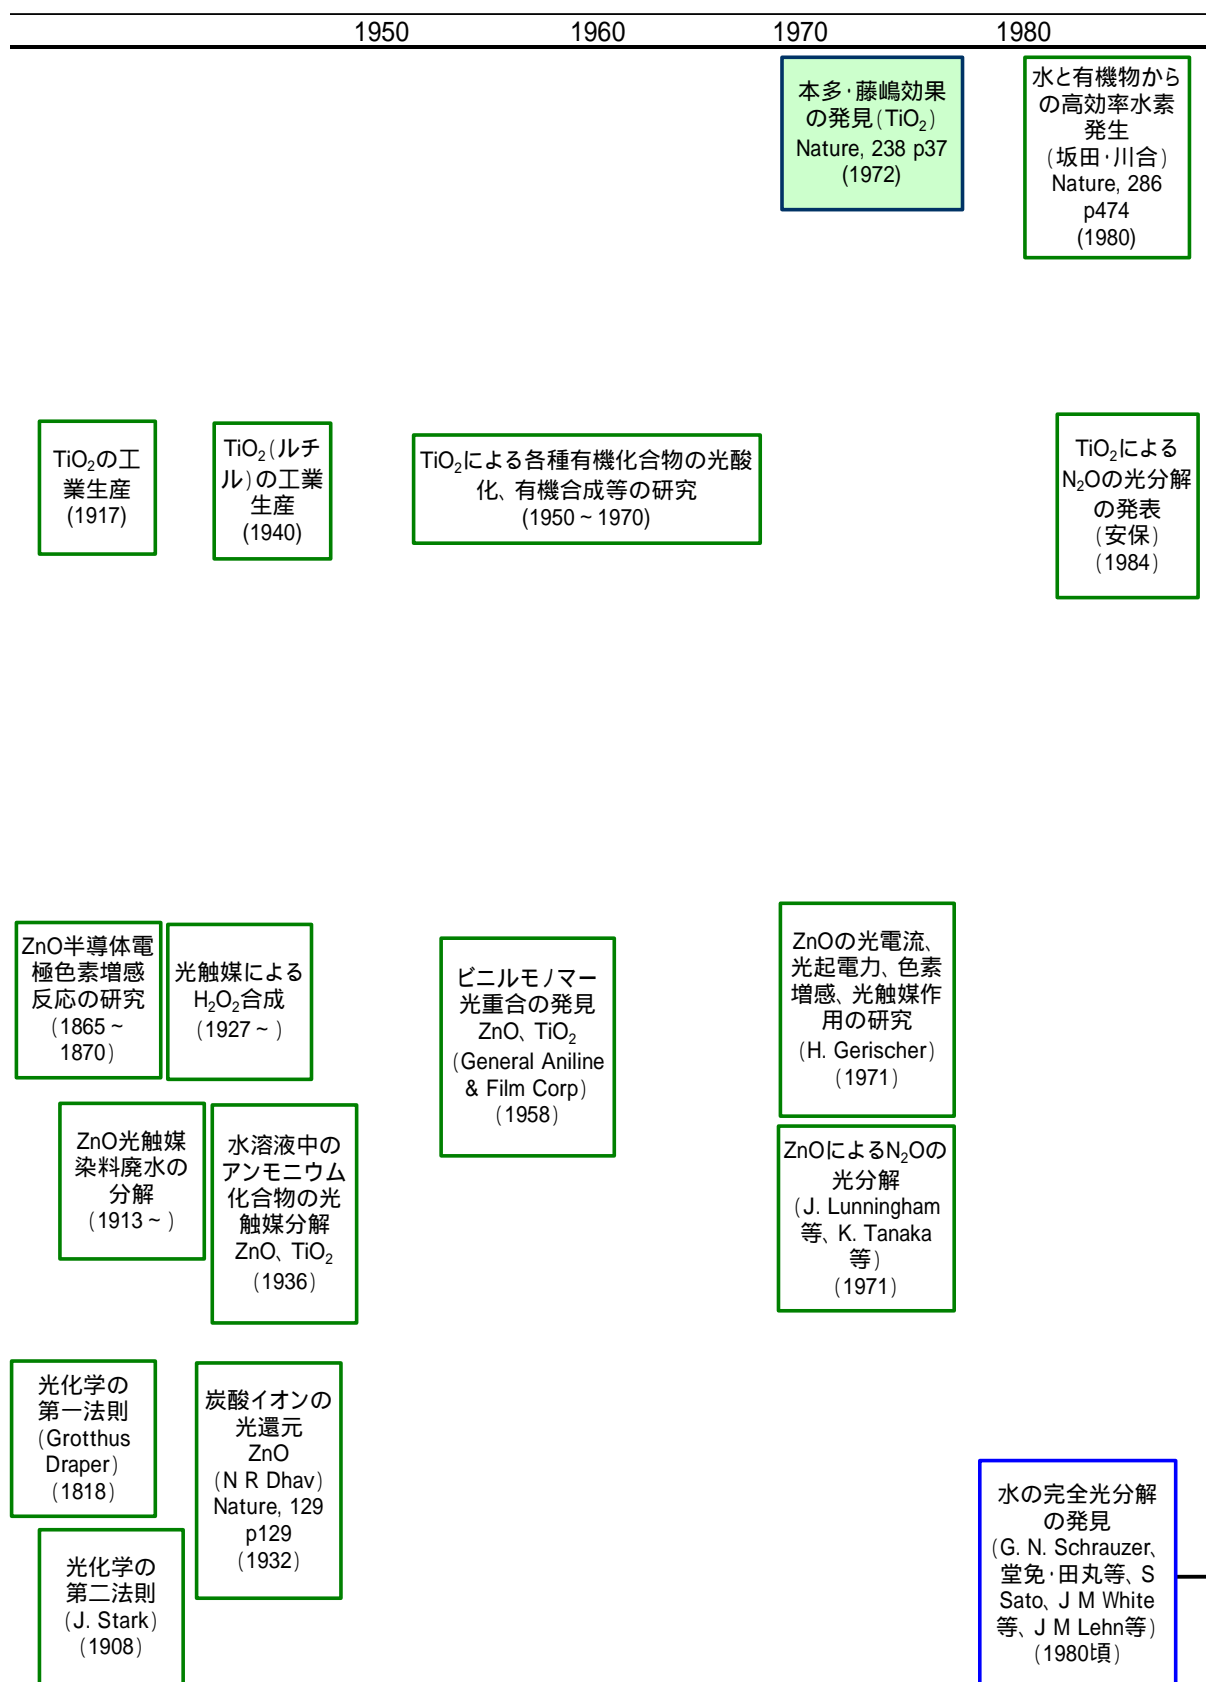 1950 1960 1970 1980
本多･藤嶋効果
の発見(TiO₂)
Nature, 238 p37
(1972)
水と有機物から
の高効率水素
発生
(坂田･川合)
Nature, 286
p474
(1980)
TiO₂の工
業生産
(1917)
TiO₂(ルチ
ル)の工業
生産
(1940)
TiO₂による各種有機化合物の光酸
化、有機合成等の研究
(1950～1970)
TiO₂による
N₂Oの光分解
の発表
(安保)
(1984)
ZnO半導体電
極色素増感
反応の研究
(1865～
1870)
光触媒による
H₂O₂合成
(1927～)
ビニルモノマー
光重合の発見
ZnO、TiO₂
(General Aniline
& Film Corp)
(1958)
ZnOの光電流、
光起電力、色素
増感、光触媒作
用の研究
(H. Gerischer)
(1971)
ZnO光触媒
染料廃水の
分解
(1913～)
水溶液中の
アンモニウム
化合物の光
触媒分解
ZnO、TiO₂
(1936)
ZnOによるN₂Oの
光分解
(J. Lunningham
等、K. Tanaka
等)
(1971)
光化学の
第一法則
(Grotthus
Draper)
(1818)
炭酸イオンの
光還元
ZnO
(N R Dhav)
Nature, 129
p129
(1932)
光化学の
第二法則
(J. Stark)
(1908)
水の完全光分解
の発見
(G. N. Schrauzer、
堂免･田丸等、S
Sato、J M White
等、J M Lehn等)
(1980頃)